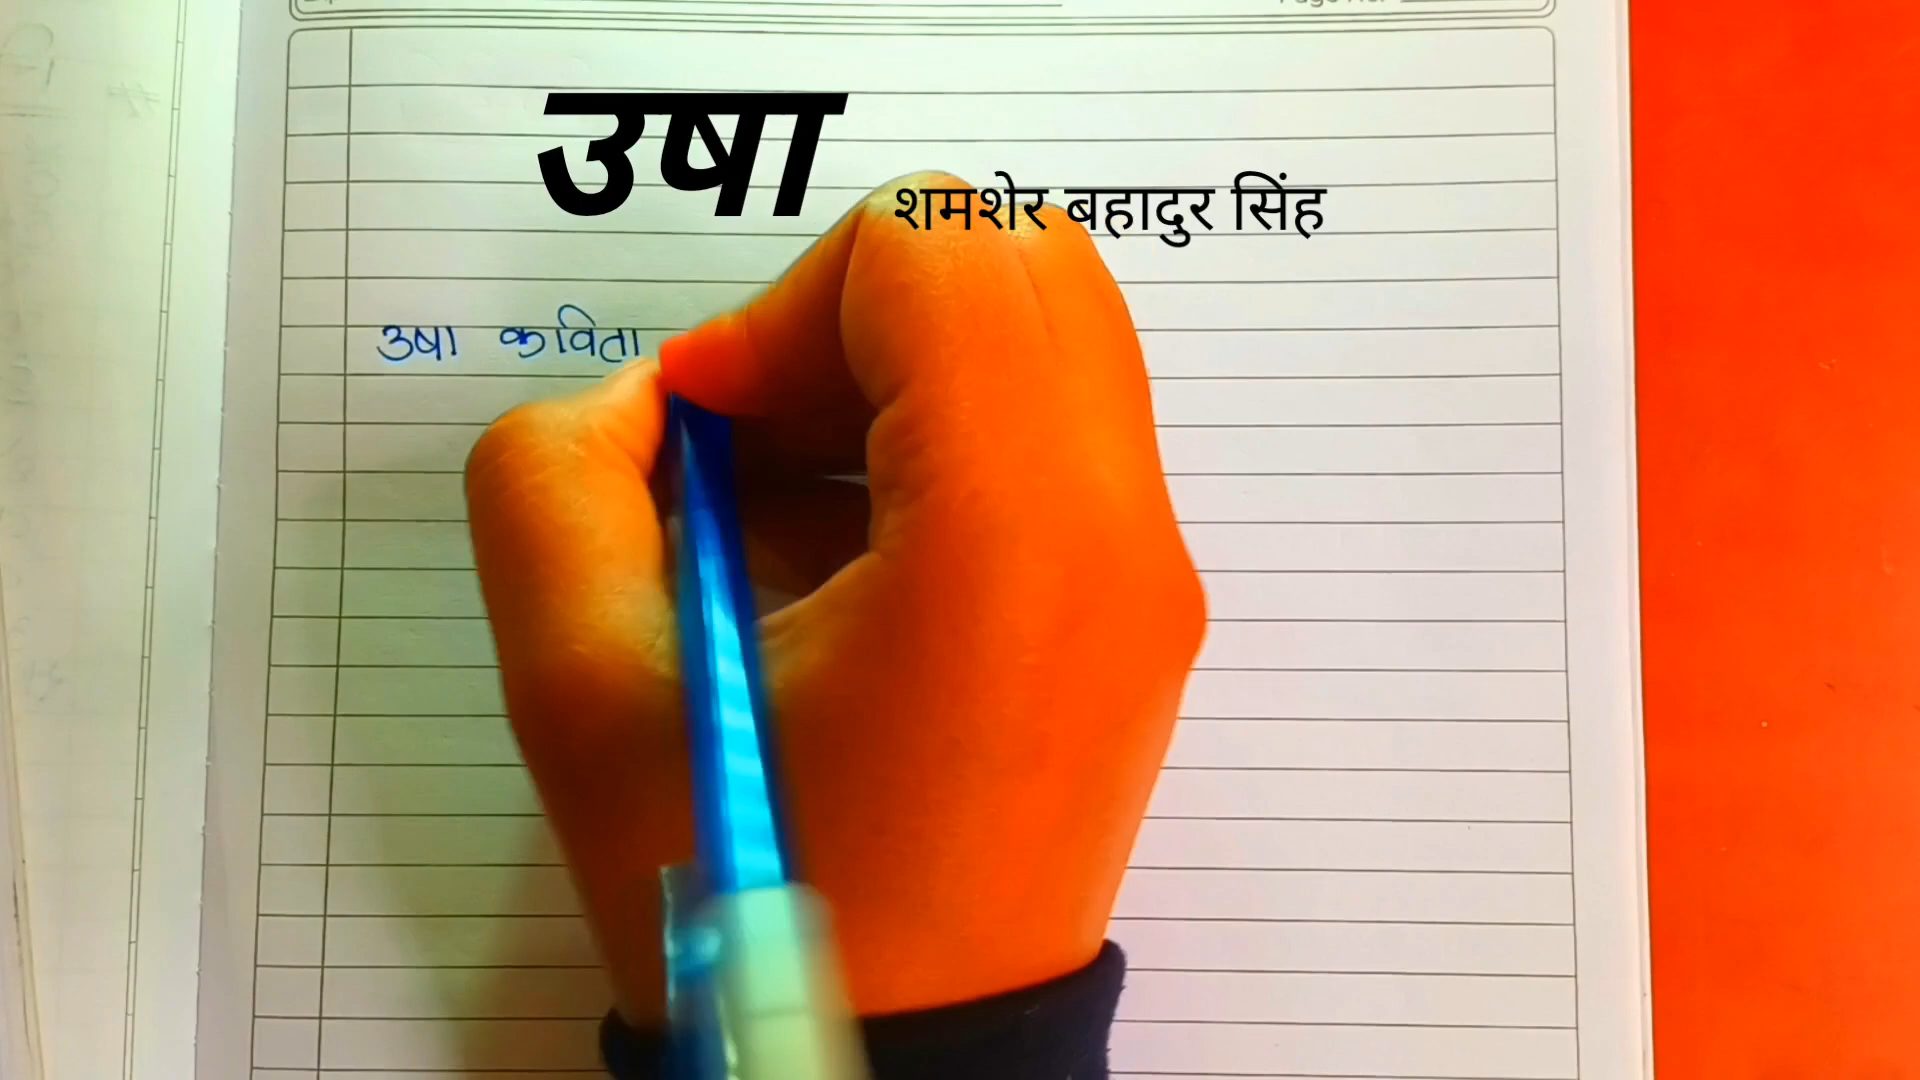 उषा
शमशेर बहादुर सिंह
उषा कविता